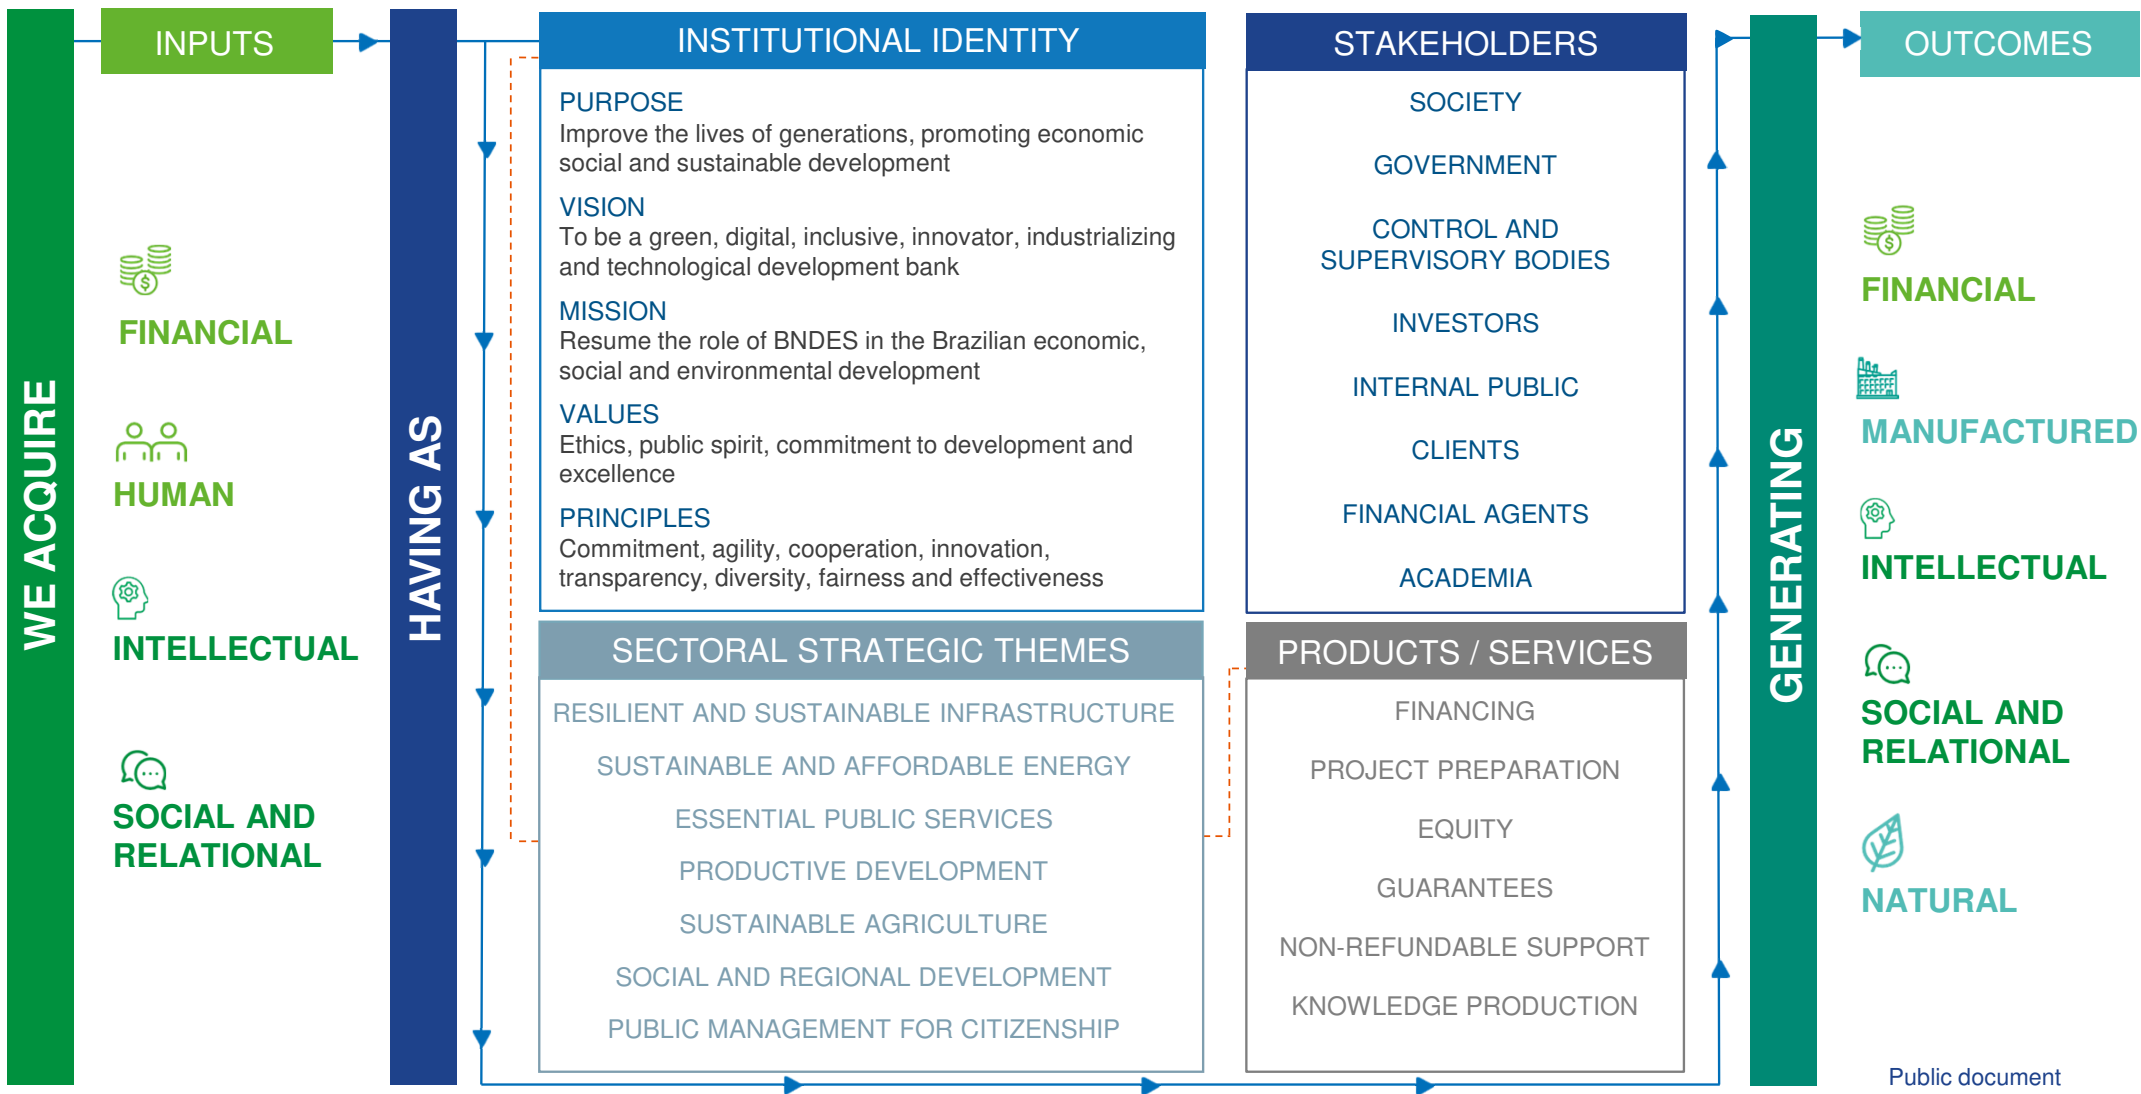 WE ACQUIRE
INPUTS
FINANCIAL
HUMAN
INTELLECTUAL
SOCIAL AND
RELATIONAL
HAVING AS
INSTITUTIONAL IDENTITY
PURPOSE
Improve the lives of generations, promoting economic
social and sustainable development
VISION
To be a green, digital, inclusive, innovator, industrializing
and technological development bank
MISSION
Resume the role of BNDES in the Brazilian economic,
social and environmental development
VALUES
Ethics, public spirit, commitment to development and
excellence
PRINCIPLES
Commitment, agility, cooperation, innovation,
transparency, diversity, fairness and effectiveness
STAKEHOLDERS
SOCIETY
GOVERNMENT
CONTROL AND
SUPERVISORY BODIES
INVESTORS
INTERNAL PUBLIC
CLIENTS
FINANCIAL AGENTS
ACADEMIA
SECTORAL STRATEGIC THEMES
RESILIENT AND SUSTAINABLE INFRASTRUCTURE
SUSTAINABLE AND AFFORDABLE ENERGY
ESSENTIAL PUBLIC SERVICES
PRODUCTIVE DEVELOPMENT
SUSTAINABLE AGRICULTURE
SOCIAL AND REGIONAL DEVELOPMENT
PUBLIC MANAGEMENT FOR CITIZENSHIP
PRODUCTS / SERVICES
FINANCING
PROJECT PREPARATION
EQUITY
GUARANTEES
NON-REFUNDABLE SUPPORT
KNOWLEDGE PRODUCTION
GENERATING
OUTCOMES
FINANCIAL
MANUFACTURED
INTELLECTUAL
SOCIAL AND
RELATIONAL
NATURAL
Public document